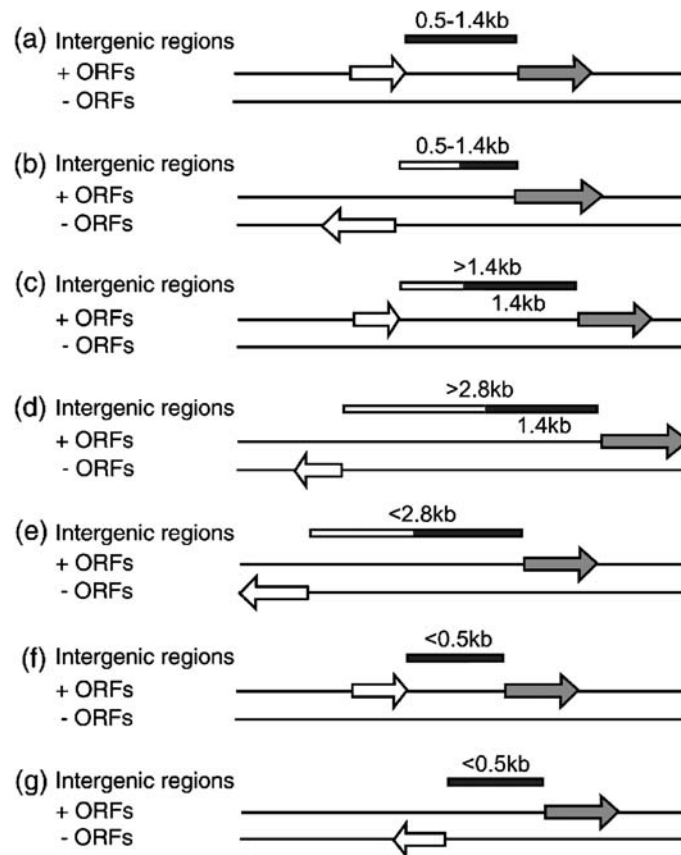 0.5-1.4kb
(a) Intergenic regions
+ ORFs
- ORFs
0.5-1.4kb
(b) Intergenic regions
+ ORFs
- ORFs
>1.4kb
(c) Intergenic regions
1.4kb
+ ORFs
- ORFs
>2.8kb
(d) Intergenic regions
1.4kb
+ ORFs
- ORFs
<2.8kb
(e) Intergenic regions
+ ORFs
- ORFs
<0.5kb
(f) Intergenic regions
+ ORFs
- ORFs
<0.5kb
(g) Intergenic regions
+ ORFs
- ORFs